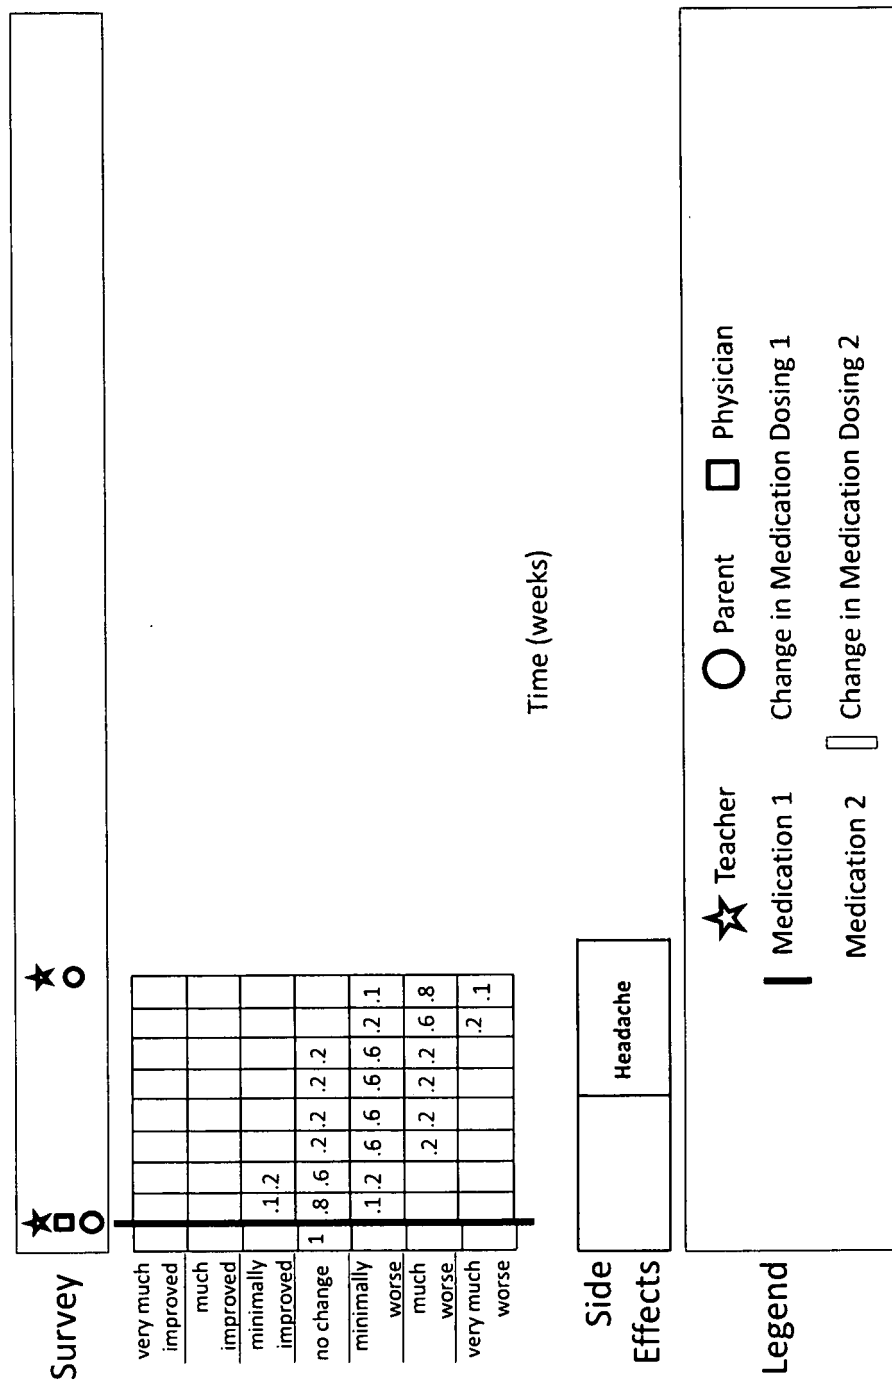 Survey
very much
improved
much
improved
minimally
improved .1 .2
no change 1 .8 .6 .2 .2 .2 .2
minimally
worse .1 .2 .6 .6 .6 .6 .2 .1
much
worse .2 .2 .2 .2 .6 .8
very much
worse .2 .1
Time (weeks)
Side
Effects
Headache
Legend
Teacher Parent Physician
Medication 1 Change in Medication Dosing 1
Medication 2 Change in Medication Dosing 2